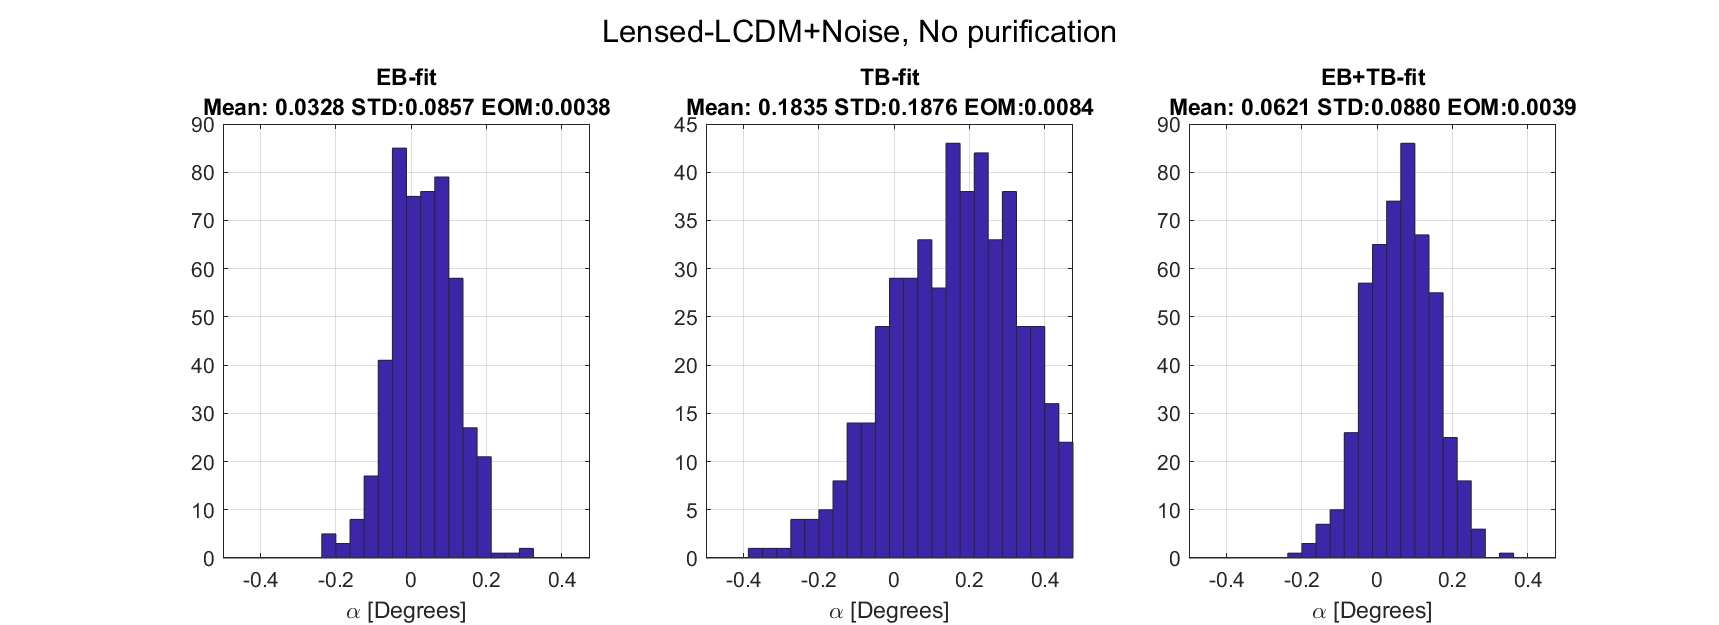 Lensed-LCDM+Noise, No purification
EB-fit
Mean: 0.0328 STD:0.0857 EOM:0.0038
90
80
70
60
50
40
30
20
10
0
-0.4 -0.2 0 0.2 0.4
α [Degrees]
TB-fit
Mean: 0.1835 STD:0.1876 EOM:0.0084
45
40
35
30
25
20
15
10
5
0
-0.4 -0.2 0 0.2 0.4
α [Degrees]
EB+TB-fit
Mean: 0.0621 STD:0.0880 EOM:0.0039
90
80
70
60
50
40
30
20
10
0
-0.4 -0.2 0 0.2 0.4
α [Degrees]